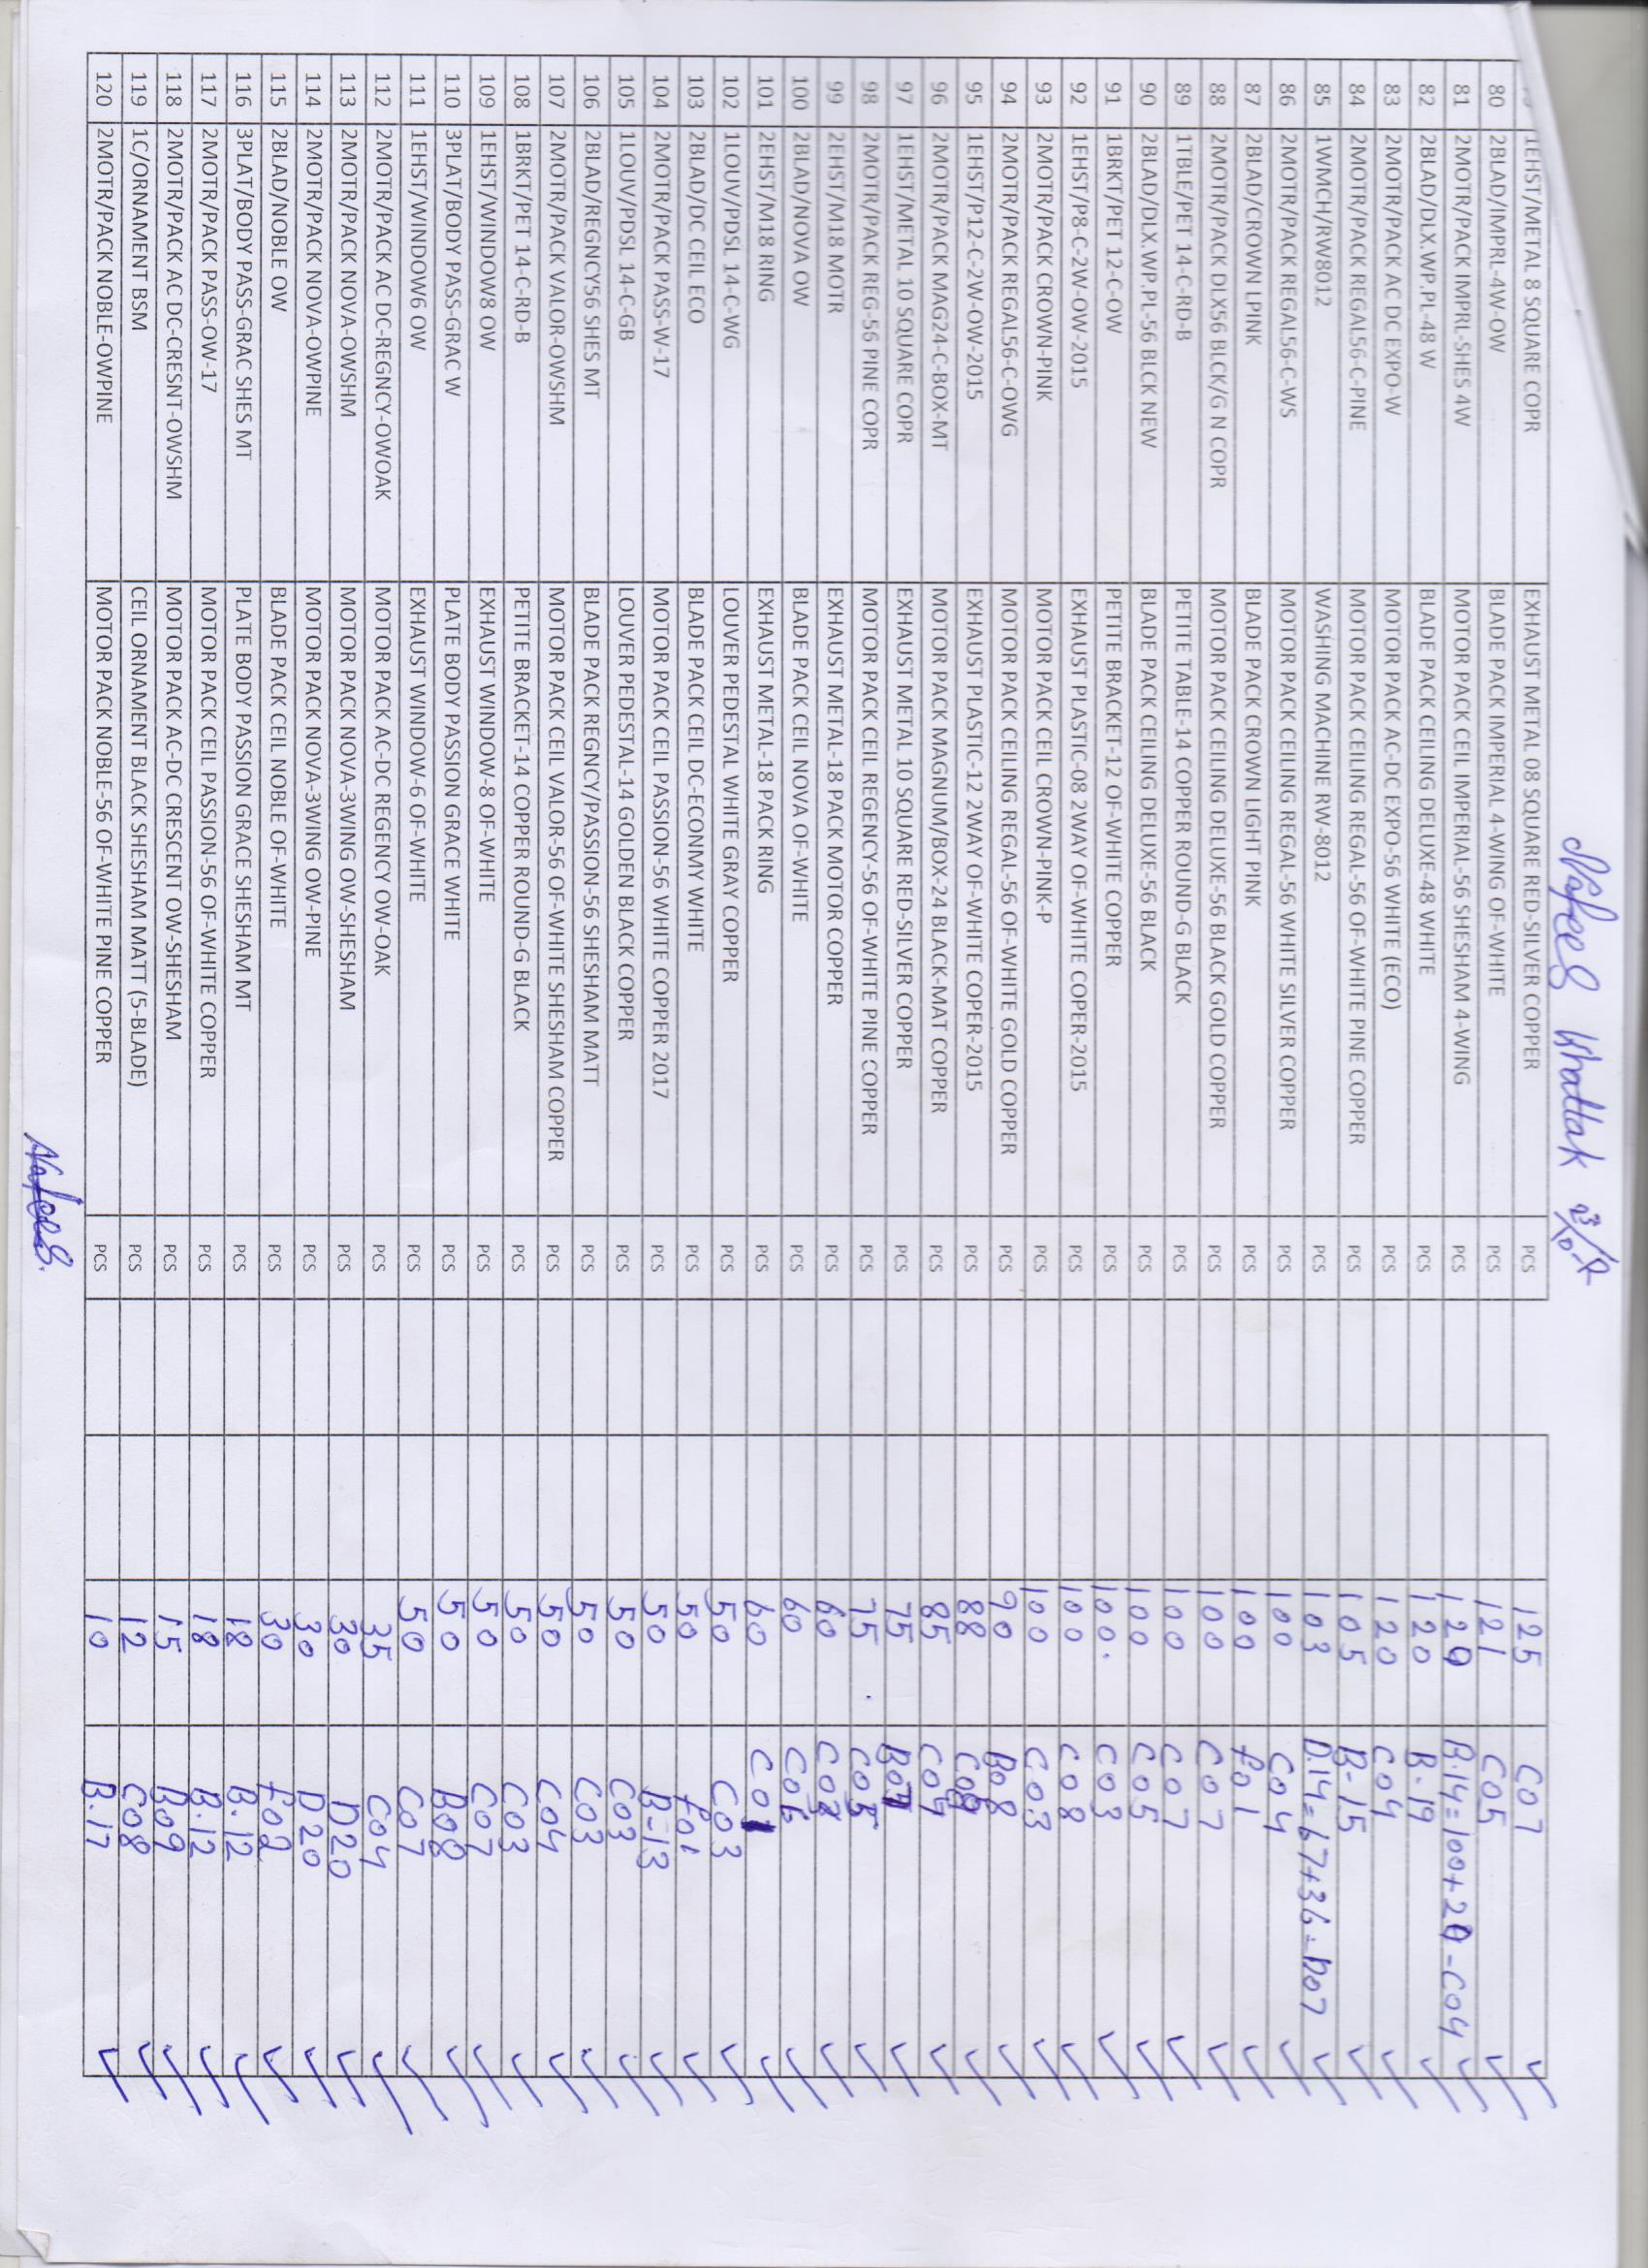 Nafees Khattak
1EHST/METAL 8 SQUARE COPR EXHAUST METAL 08 SQUARE RED-SILVER COPPER PCS 125 C07 ✓
80 2BLAD/IMPRL-4W-OW BLADE PACK IMPERIAL 4-WING OF-WHITE PCS 121 C05 ✓
81 2MOTR/PACK IMPRL-SHES 4W MOTOR PACK CEIL IMPERIAL-56 SHESHAM 4-WING PCS 120 B.14=100+20-C04 ✓
82 2BLAD/DLX.WP.PL-48 W BLADE PACK CEILING DELUXE-48 WHITE PCS 120 B-19 ✓
83 2MOTR/PACK AC DC EXPO-W MOTOR PACK AC-DC EXPO-56 WHITE (ECO) PCS 120 C04 ✓
84 2MOTR/PACK REGAL56-C-PINE MOTOR PACK CEILING REGAL-56 OF-WHITE PINE COPPER PCS 105 B-15 ✓
85 1WMCH/RW8012 WASHING MACHINE RW-8012 PCS 103 D.14=67+36=D07 ✓
86 2MOTR/PACK REGAL56-C-WS MOTOR PACK CEILING REGAL-56 WHITE SILVER COPPER PCS 100 C04 ✓
87 2BLAD/CROWN LPINK BLADE PACK CROWN LIGHT PINK PCS 100 f01 ✓
88 2MOTR/PACK DLX56 BLCK/G N COPR MOTOR PACK CEILING DELUXE-56 BLACK GOLD COPPER PCS 100 C07 ✓
89 1TBLE/PET 14-C-RD-B PETITE TABLE-14 COPPER ROUND-G BLACK PCS 100 C07 ✓
90 2BLAD/DLX.WP.PL-56 BLCK NEW BLADE PACK CEILING DELUXE-56 BLACK PCS 100 C05 ✓
91 1BRKT/PET 12-C-OW PETITE BRACKET-12 OF-WHITE COPPER PCS 100. C03 ✓
92 1EHST/P8-C-2W-OW-2015 EXHAUST PLASTIC-08 2WAY OF-WHITE COPER-2015 PCS 100 C08 ✓
93 2MOTR/PACK CROWN-PINK MOTOR PACK CEIL CROWN-PINK-P PCS 100 C03 ✓
94 2MOTR/PACK REGAL56-C-OWG MOTOR PACK CEILING REGAL-56 OF-WHITE GOLD COPPER PCS 90 B08 ✓
95 1EHST/P12-C-2W-OW-2015 EXHAUST PLASTIC-12 2WAY OF-WHITE COPER-2015 PCS 88 ✓
96 2MOTR/PACK MAG24-C-BOX-MT MOTOR PACK MAGNUM/BOX-24 BLACK-MAT COPPER PCS 85 ✓
97 1EHST/METAL 10 SQUARE COPR EXHAUST METAL 10 SQUARE RED-SILVER COPPER PCS 75 ✓
98 2MOTR/PACK REG-56 PINE COPR MOTOR PACK CEIL REGENCY-56 OF-WHITE PINE COPPER PCS 75 C05 ✓
99 2EHST/M18 MOTR EXHAUST METAL-18 PACK MOTOR COPPER PCS 60 ✓
100 2BLAD/NOVA OW BLADE PACK CEIL NOVA OF-WHITE PCS 60 C06 ✓
101 2EHST/M18 RING EXHAUST METAL-18 PACK RING PCS 60 C01 ✓
102 1LOUV/PDSL 14-C-WG LOUVER PEDESTAL WHITE GRAY COPPER PCS 50 C03 ✓
103 2BLAD/DC CEIL ECO BLADE PACK CEIL DC-ECONMY WHITE PCS 50 f01 ✓
104 2MOTR/PACK PASS-W-17 MOTOR PACK CEIL PASSION-56 WHITE COPPER 2017 PCS 50 B-13 ✓
105 1LOUV/PDSL 14-C-GB LOUVER PEDESTAL-14 GOLDEN BLACK COPPER PCS 50 C03 ✓
106 2BLAD/REGNCY56 SHES MT BLADE PACK REGNCY/PASSION-56 SHESHAM MATT PCS 50 C03 ✓
107 2MOTR/PACK VALOR-OWSHM MOTOR PACK CEIL VALOR-56 OF-WHITE SHESHAM COPPER PCS 50 C04 ✓
108 1BRKT/PET 14-C-RD-B PETITE BRACKET-14 COPPER ROUND-G BLACK PCS 50 C03 ✓
109 1EHST/WINDOW8 OW EXHAUST WINDOW-8 OF-WHITE PCS 50 C07 ✓
110 3PLAT/BODY PASS-GRAC W PLATE BODY PASSION GRACE WHITE PCS 50 B08 ✓
111 1EHST/WINDOW6 OW EXHAUST WINDOW-6 OF-WHITE PCS 50 C07 ✓
112 2MOTR/PACK AC DC-REGNCY-OWOAK MOTOR PACK AC-DC REGENCY OW-OAK PCS 35 C04 ✓
113 2MOTR/PACK NOVA-OWSHM MOTOR PACK NOVA-3WING OW-SHESHAM PCS 30 D20 ✓
114 2MOTR/PACK NOVA-OWPINE MOTOR PACK NOVA-3WING OW-PINE PCS 30 D20 ✓
115 2BLAD/NOBLE OW BLADE PACK CEIL NOBLE OF-WHITE PCS 30 f02 ✓
116 3PLAT/BODY PASS-GRAC SHES MT PLATE BODY PASSION GRACE SHESHAM MT PCS 18 B.12 ✓
117 2MOTR/PACK PASS-OW-17 MOTOR PACK CEIL PASSION-56 OF-WHITE COPPER PCS 18 B.12 ✓
118 2MOTR/PACK AC DC-CRESNT-OWSHM MOTOR PACK AC-DC CRESCENT OW-SHESHAM PCS 15 B09 ✓
119 1C/ORNAMENT BSM CEIL ORNAMENT BLACK SHESHAM MATT (5-BLADE) PCS 12 C08 ✓
120 2MOTR/PACK NOBLE-OWPINE MOTOR PACK NOBLE-56 OF-WHITE PINE COPPER PCS 10 B.17 ✓
Nafees.